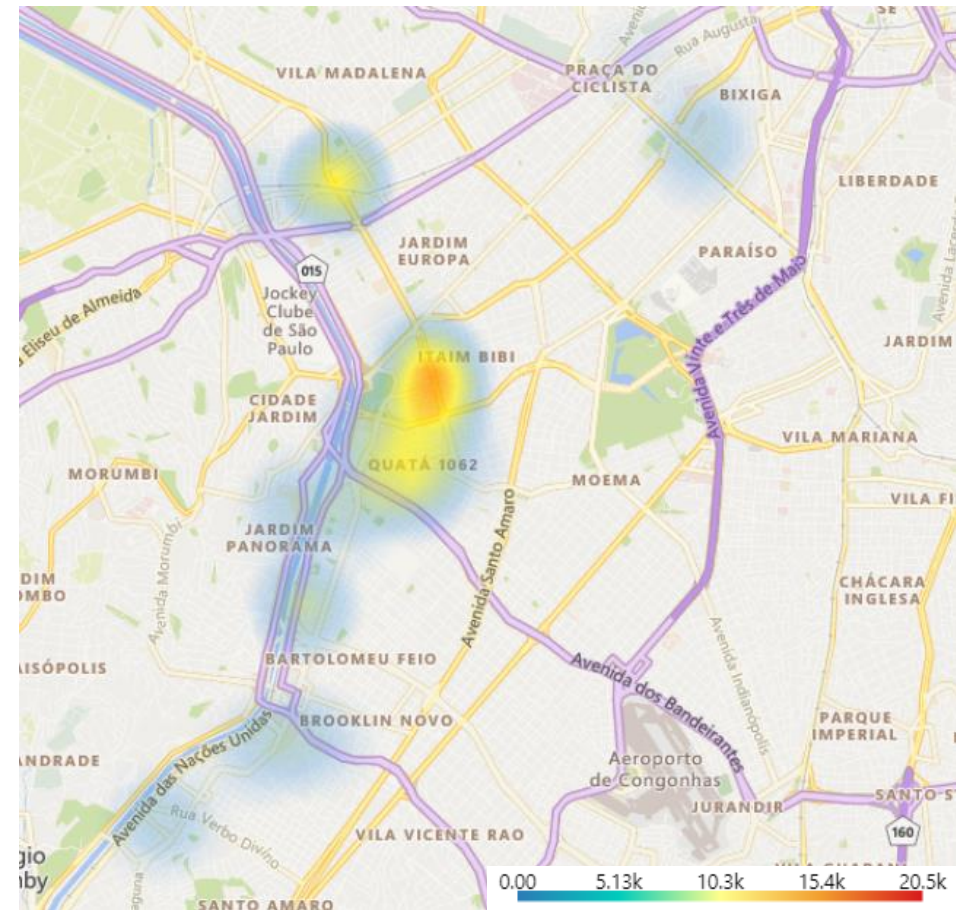 SE
Rua Augusta
VILA MADALENA
PRAÇA DO
CICLISTA
BIXIGA
LIBERDADE
JARDIM
EUROPA
PARAÍSO
015
Jockey
Clube
de São
Paulo
Eliseu de Almeida
Avenida Vinte e Três de Maio
JARDIM
ITAIM BIBI
CIDADE
JARDIM
VILA MARIANA
MORUMBI
QUATÁ 1062
MOEMA
VILA FI
JARDIM
PANORAMA
Avenida Morumbi
Avenida Santo Amaro
DIM
OMBO
CHÁCARA
INGLESA
AISÓPOLIS
BARTOLOMEU FEIO
Avenida dos Bandeirantes
Avenida Indianópolis
BROOKLIN NOVO
PARQUE
IMPERIAL
ANDRADE
Avenida das Nações Unidas
Aeroporto
de Congonhas
JURANDIR
SANTO S
Rua Verbo Divino
VILA VICENTE RAO
160
gio
nby
SANTO AMARO
0.00 5.13k 10.3k 15.4k 20.5k